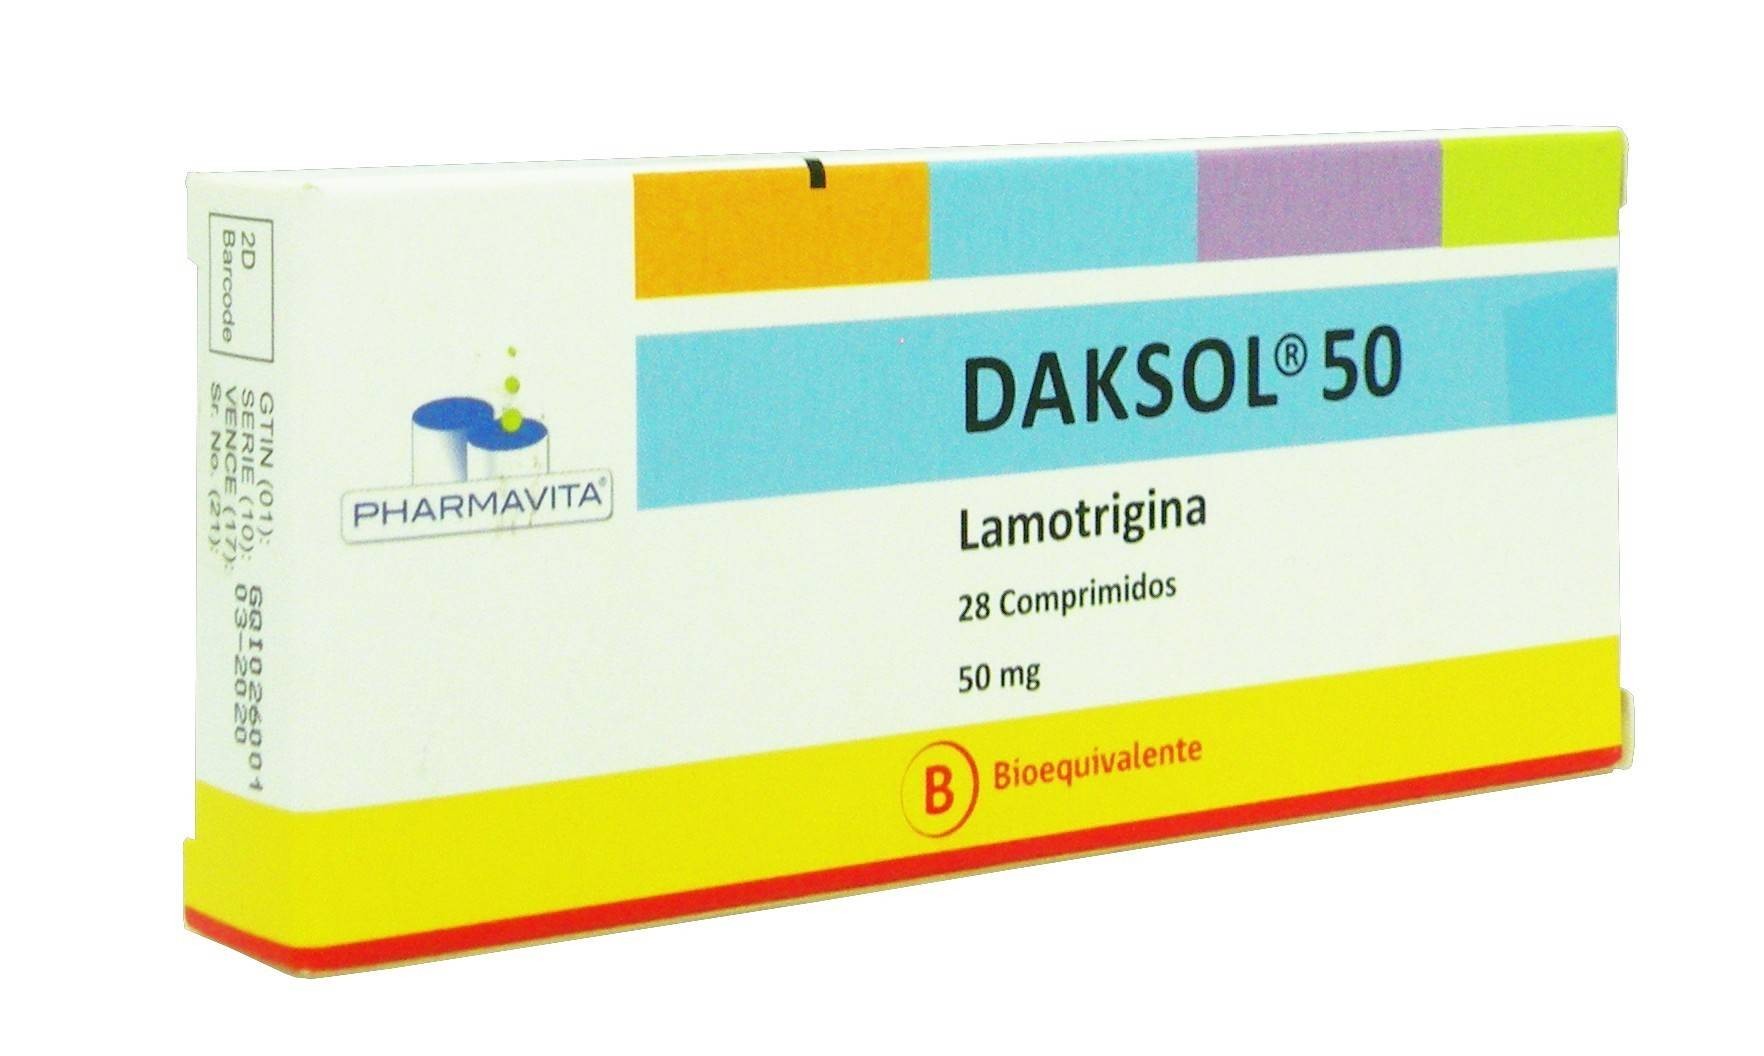 2D
Barcode
GTIN (01):
SERIE (10): GQI026001
VENCE (17): 03-2020
Sr. No. (21):
PHARMAVITA®
DAKSOL® 50
Lamotrigina
28 Comprimidos
50 mg
B Bioequivalente